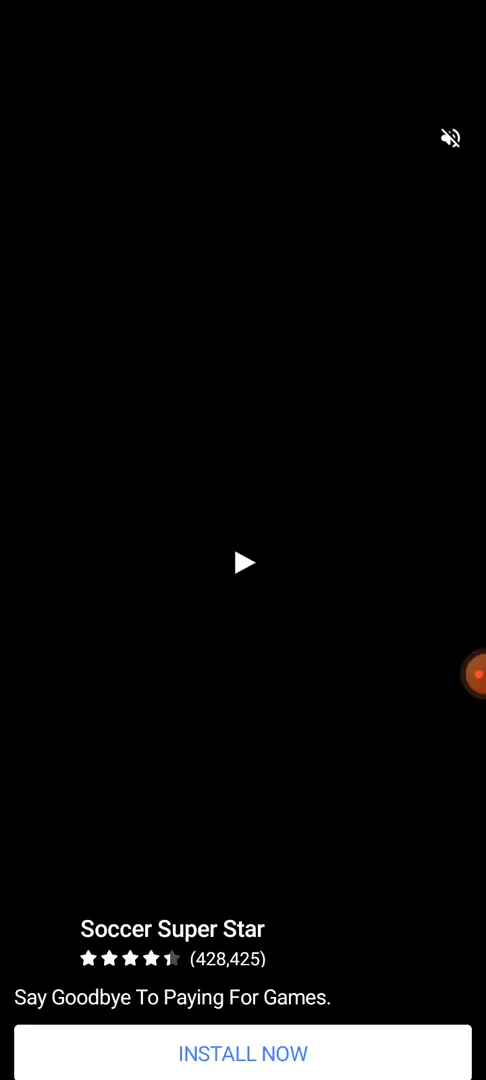 Soccer Super Star
(428,425)
Say Goodbye To Paying For Games.
INSTALL NOW